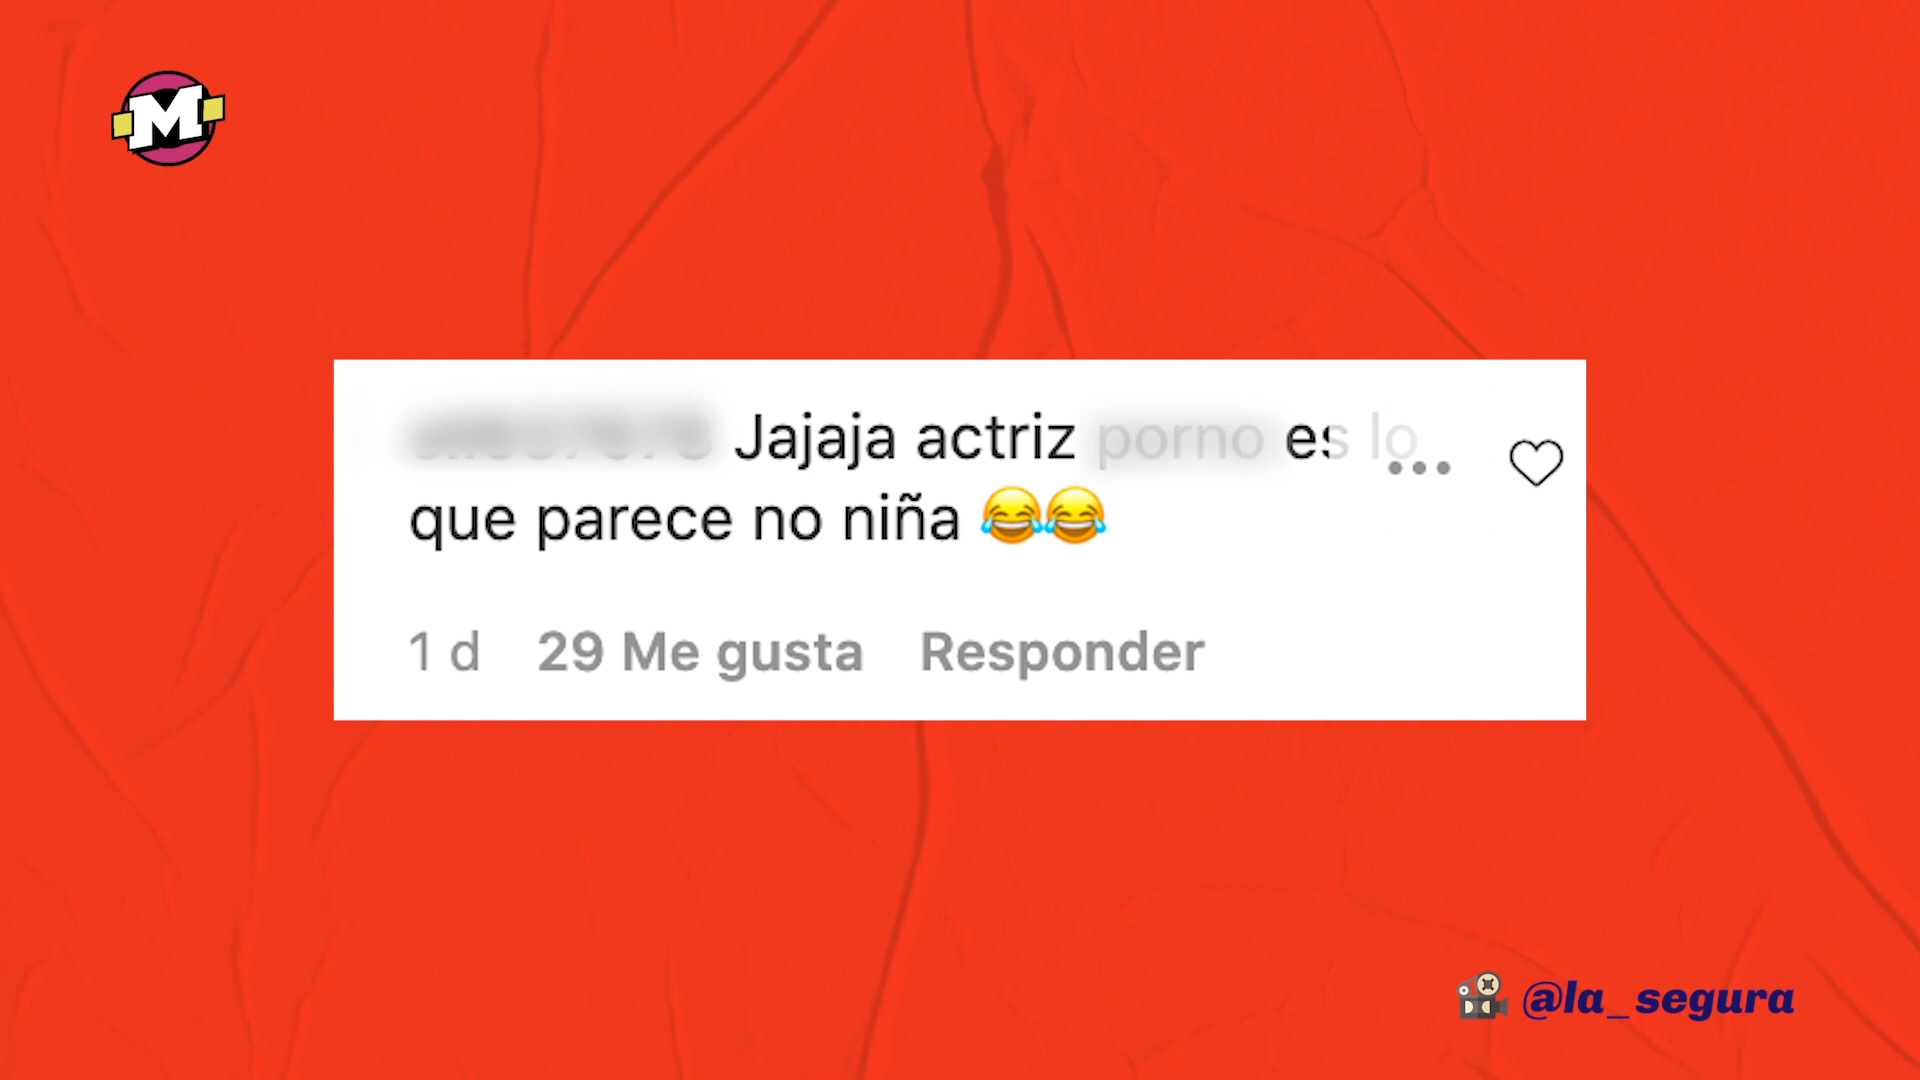 M
Jajaja actriz porno es lo
que parece no niña 😂😂
1 d 29 Me gusta Responder
@la_segura